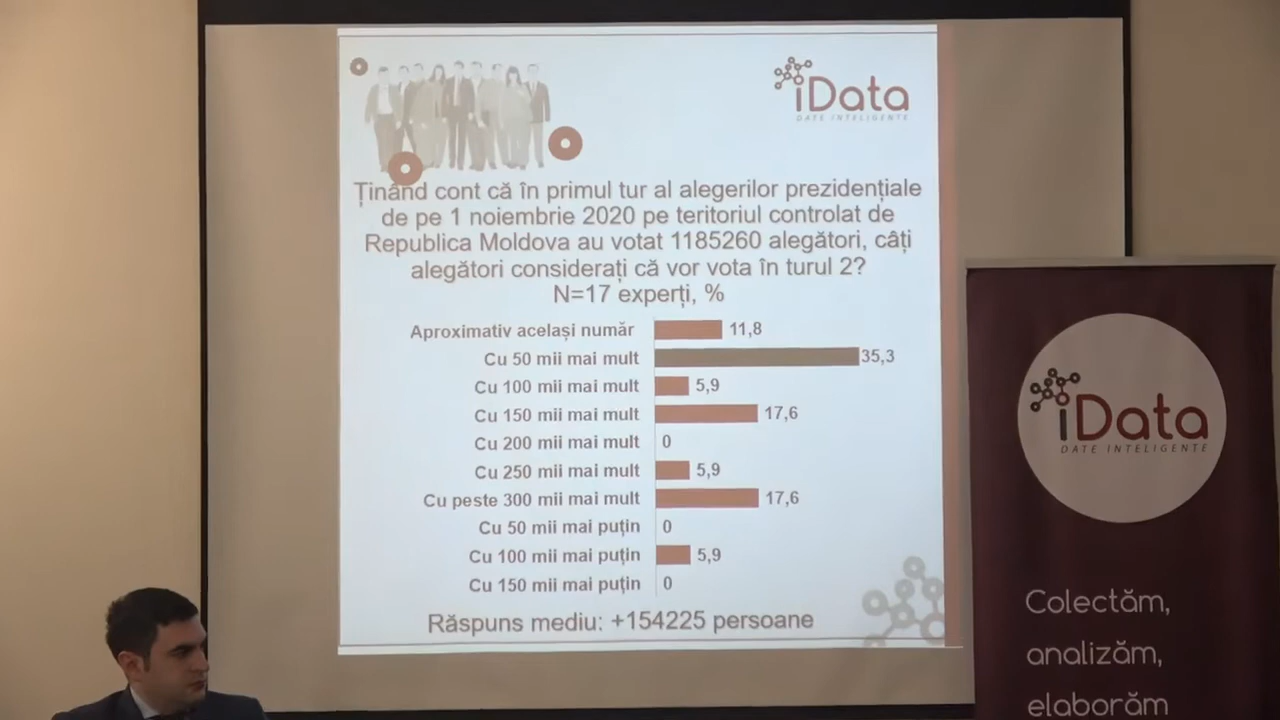 iData
DATE INTELIGENTE
Ținând cont că în primul tur al alegerilor prezidențiale
de pe 1 noiembrie 2020 pe teritoriul controlat de
Republica Moldova au votat 1185260 alegători, câți
alegători considerați că vor vota în turul 2?
N=17 experți, %
Aproximativ același număr 11,8
Cu 50 mii mai mult 35,3
Cu 100 mii mai mult 5,9
Cu 150 mii mai mult 17,6
Cu 200 mii mai mult 0
Cu 250 mii mai mult 5,9
Cu peste 300 mii mai mult 17,6
Cu 50 mii mai puțin 0
Cu 100 mii mai puțin 5,9
Cu 150 mii mai puțin 0
Răspuns mediu: +154225 persoane
iData
DATE INTELIGENTE
Colectăm,
analizăm,
elaborăm